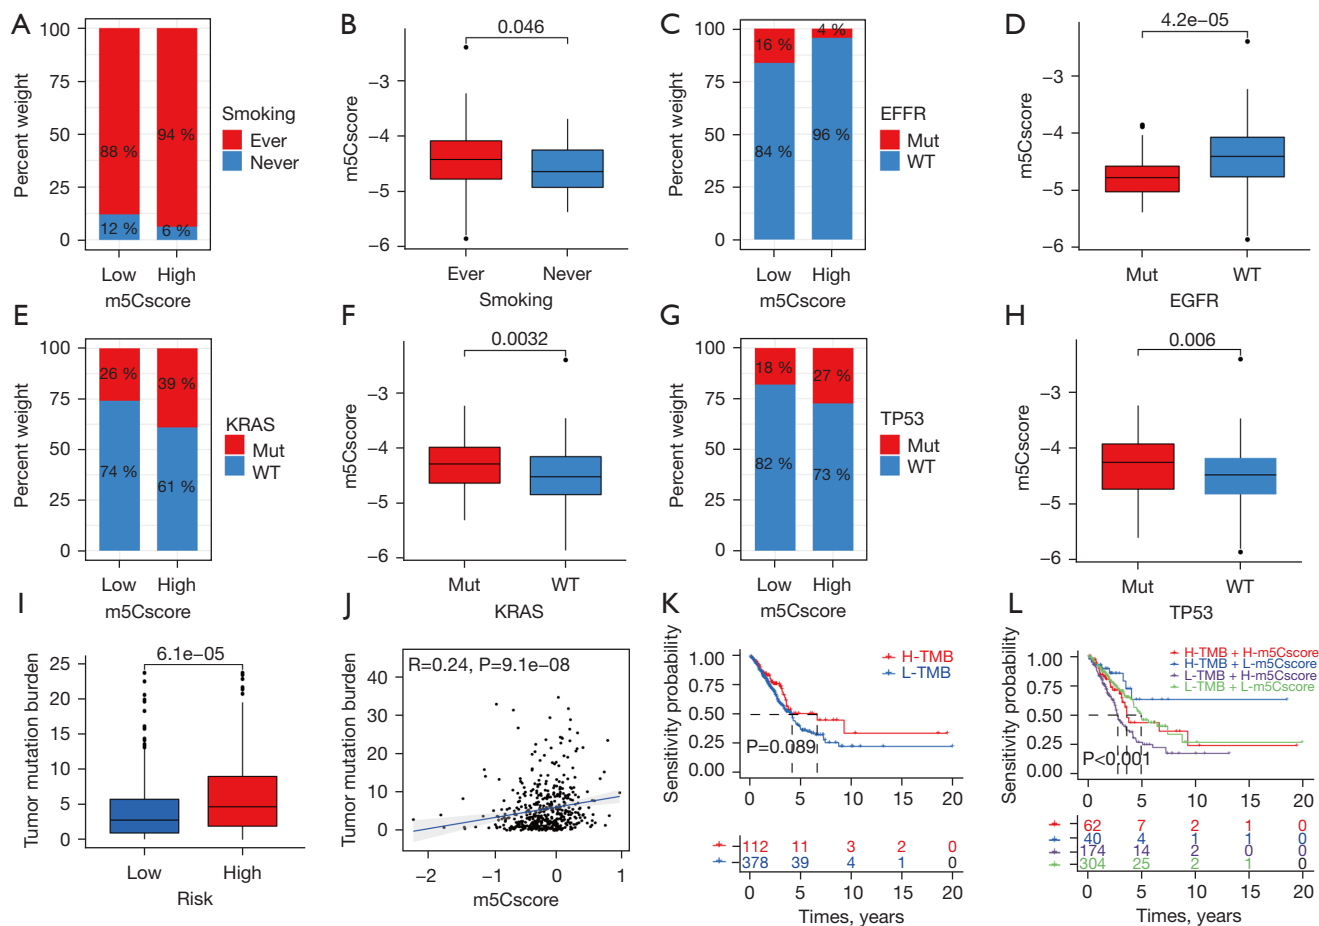 A
100
75
50
25
0
Percent weight
88 %
94 %
12 %
6 %
Low High
m5Cscore
Smoking
Ever
Never
B
0.046
−3
−4
−5
−6
m5Cscore
Ever Never
Smoking
C
100
75
50
25
0
Percent weight
16 %
4 %
84 %
96 %
Low High
m5Cscore
EFFR
Mut
WT
D
4.2e−05
−3
−4
−5
−6
m5Cscore
Mut WT
EGFR
E
100
75
50
25
0
Percent weight
26 %
39 %
74 %
61 %
Low High
m5Cscore
KRAS
Mut
WT
F
0.0032
−3
−4
−5
−6
m5Cscore
Mut WT
KRAS
G
100
75
50
25
0
Percent weight
18 %
27 %
82 %
73 %
Low High
m5Cscore
TP53
Mut
WT
H
0.006
−3
−4
−5
−6
m5Cscore
Mut WT
TP53
I
6.1e−05
25
20
15
10
5
0
Tumor mutation burden
Low High
Risk
J
R=0.24, P=9.1e−08
40
30
20
10
0
Tumor mutation burden
−2 −1 0 1
m5Cscore
K
H-TMB
L-TMB
1.00
0.75
0.50
0.25
0.00
Sensitivity probability
P=0.089
0 5 10 15 20
112 11 3 2 0
378 39 4 1 0
0 5 10 15 20
Times, years
L
H-TMB + H-m5Cscore
H-TMB + L-m5Cscore
L-TMB + H-m5Cscore
L-TMB + L-m5Cscore
1.00
0.75
0.50
0.25
0.00
Sensitivity probability
P<0.001
0 5 10 15 20
62 7 2 1 0
40 4 1 1 0
174 14 2 0 0
304 25 2 1 0
0 5 10 15 20
Times, years